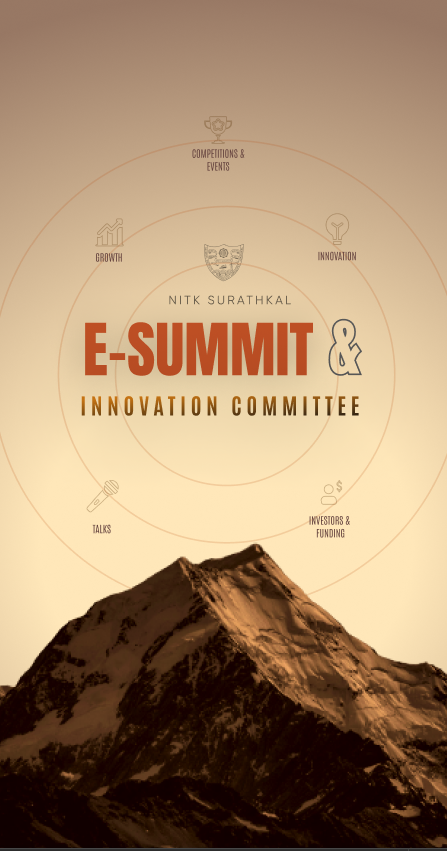 COMPETITIONS &
EVENTS
GROWTH
INNOVATION
NITK SURATHKAL
E-SUMMIT &
INNOVATION COMMITTEE
TALKS
INVESTORS &
FUNDING